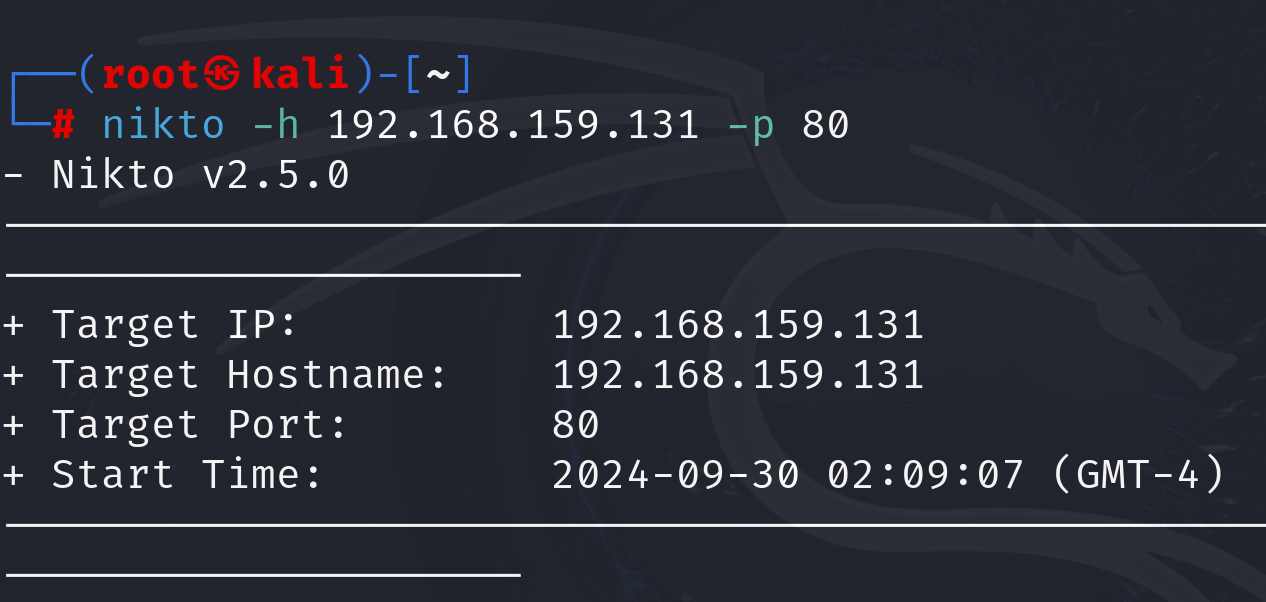 ┌──(root㉿kali)-[~]
└─# nikto -h 192.168.159.131 -p 80
- Nikto v2.5.0
+ Target IP:          192.168.159.131
+ Target Hostname:    192.168.159.131
+ Target Port:        80
+ Start Time:         2024-09-30 02:09:07 (GMT-4)